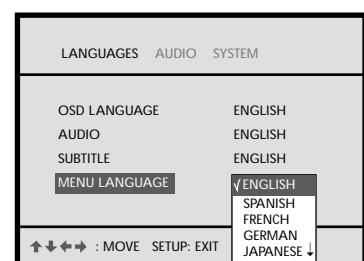 LANGUAGES AUDIO SYSTEM
OSD LANGUAGE ENGLISH
AUDIO ENGLISH
SUBTITLE ENGLISH
MENU LANGUAGE √ ENGLISH
SPANISH
FRENCH
GERMAN
JAPANESE ↓
↑ ↓ ← → : MOVE SETUP: EXIT